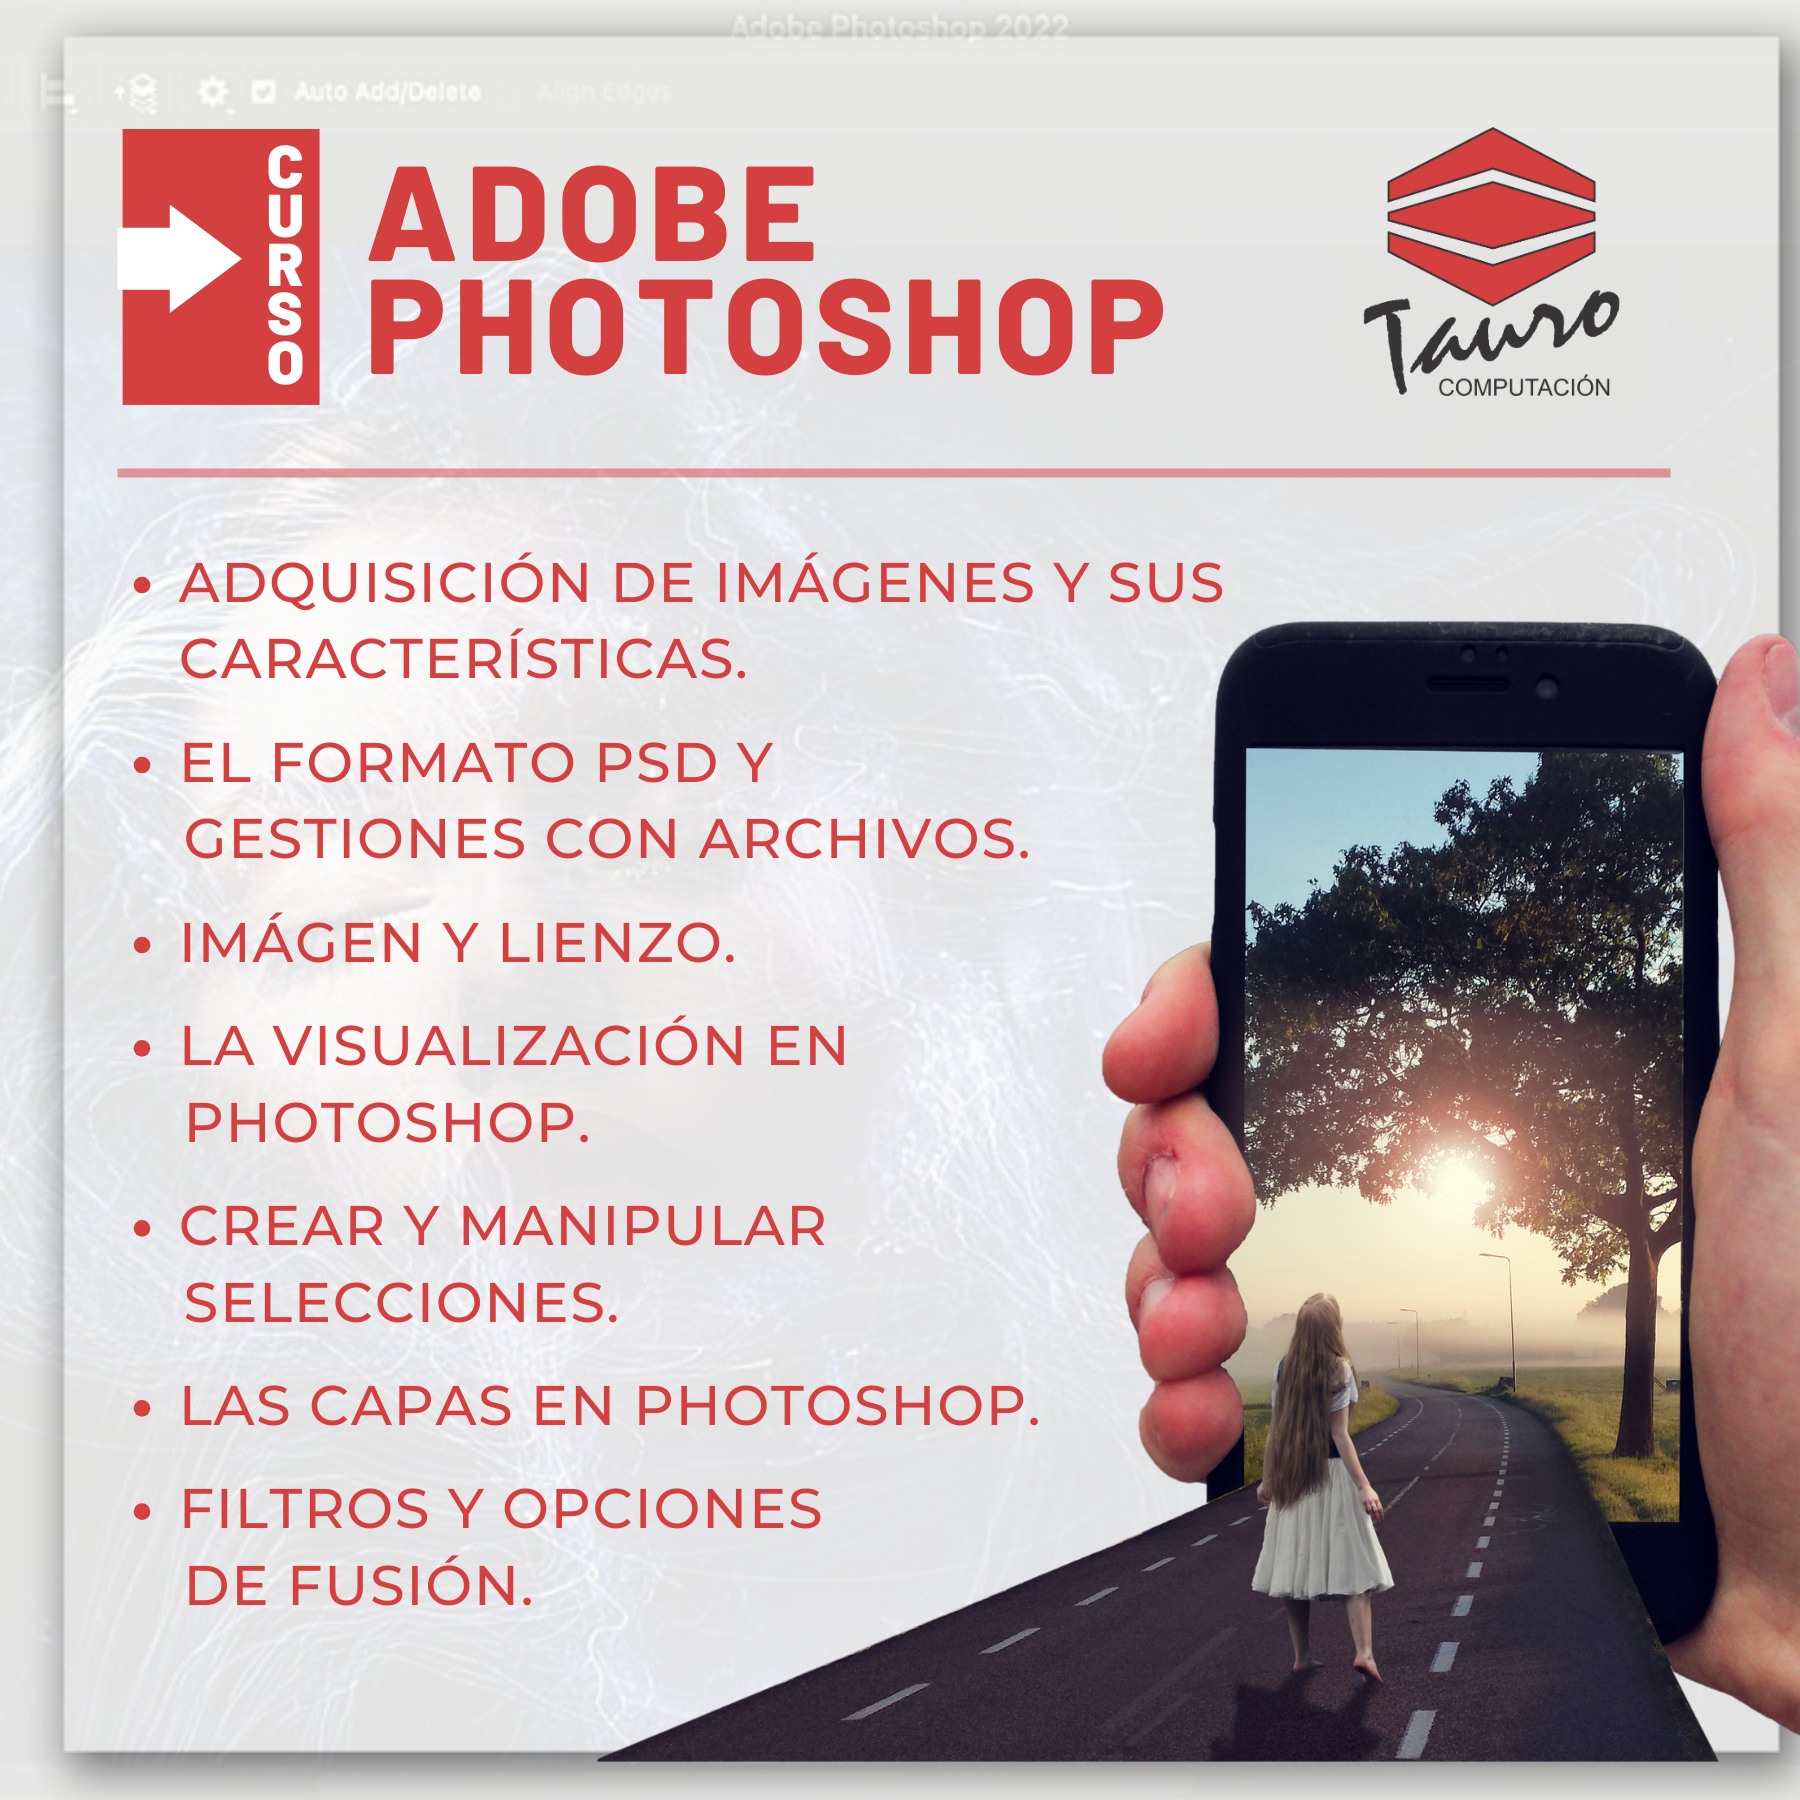 Adobe Photoshop 2022
Auto Add/Delete
Align Edges
CURSO
ADOBE
PHOTOSHOP
Tauro
COMPUTACIÓN
• ADQUISICIÓN DE IMÁGENES Y SUS
CARACTERÍSTICAS.
• EL FORMATO PSD Y
GESTIONES CON ARCHIVOS.
• IMÁGEN Y LIENZO.
• LA VISUALIZACIÓN EN
PHOTOSHOP.
• CREAR Y MANIPULAR
SELECCIONES.
• LAS CAPAS EN PHOTOSHOP.
• FILTROS Y OPCIONES
DE FUSIÓN.